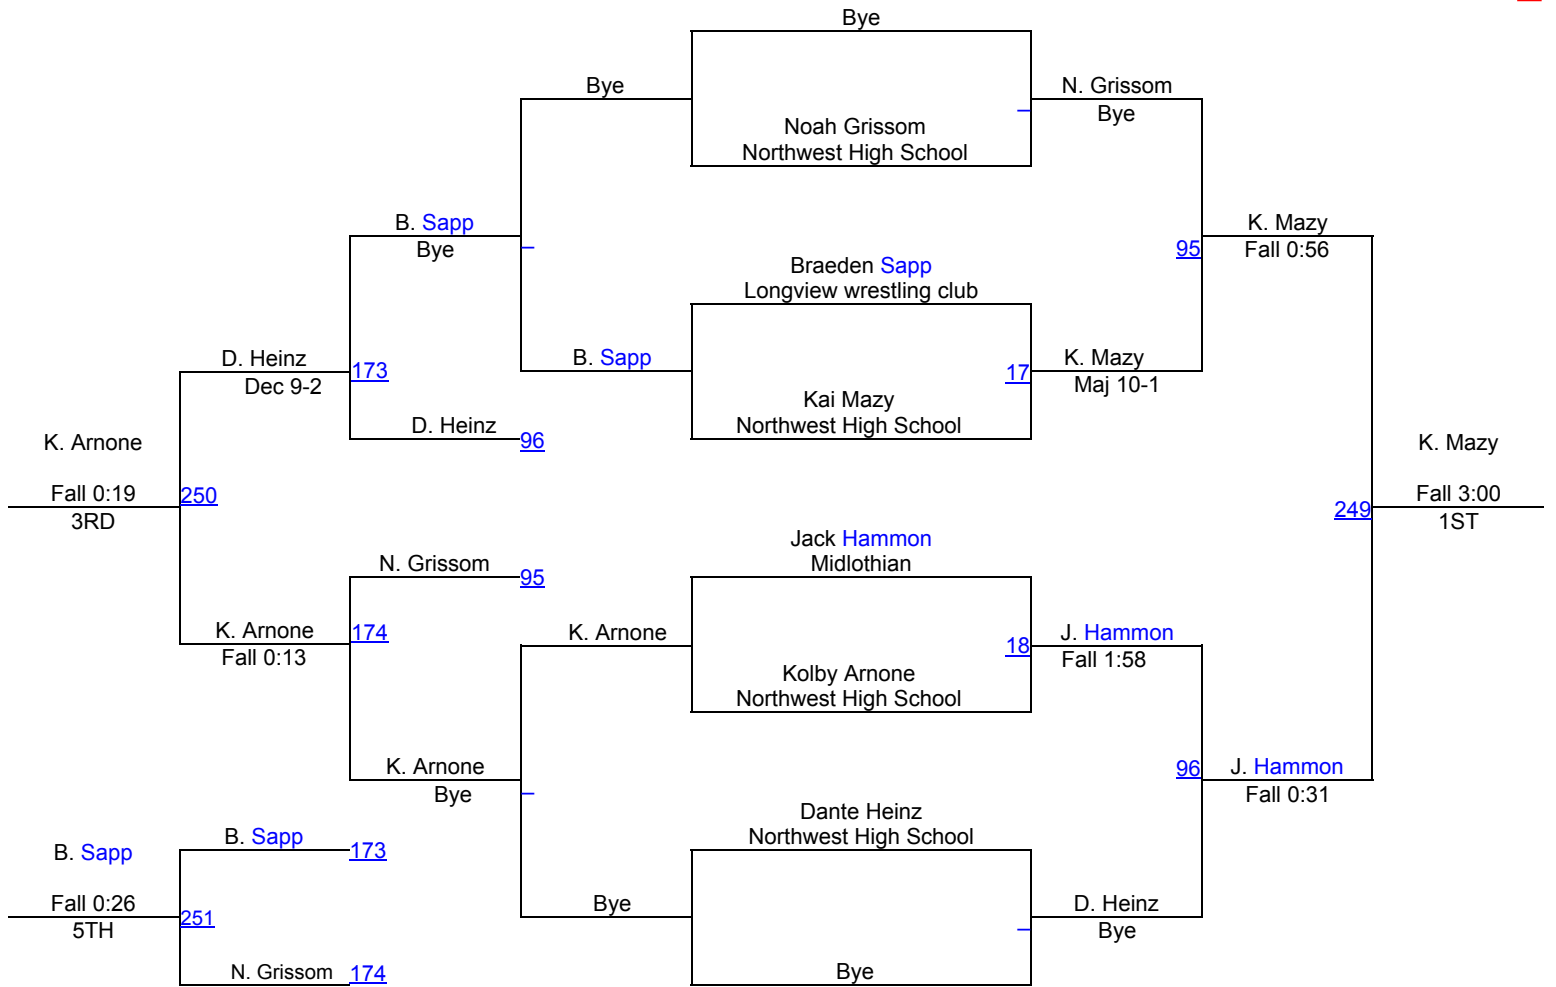 Bye
Bye
N. Grissom
Bye
Noah Grissom
Northwest High School
B. Sapp
Bye
K. Mazy
Fall 0:56
95
Braeden Sapp
Longview wrestling club
D. Heinz
Dec 9-2
173
B. Sapp
K. Mazy
Maj 10-1
17
Kai Mazy
Northwest High School
D. Heinz
96
K. Arnone
Fall 0:19
3RD
250
K. Mazy
Fall 3:00
1ST
249
Jack Hammon
Midlothian
N. Grissom
95
K. Arnone
Fall 0:13
174
K. Arnone
18
J. Hammon
Fall 1:58
Kolby Arnone
Northwest High School
K. Arnone
Bye
96
J. Hammon
Fall 0:31
Dante Heinz
Northwest High School
B. Sapp
173
B. Sapp
Fall 0:26
5TH
251
Bye
D. Heinz
Bye
N. Grissom
174
Bye